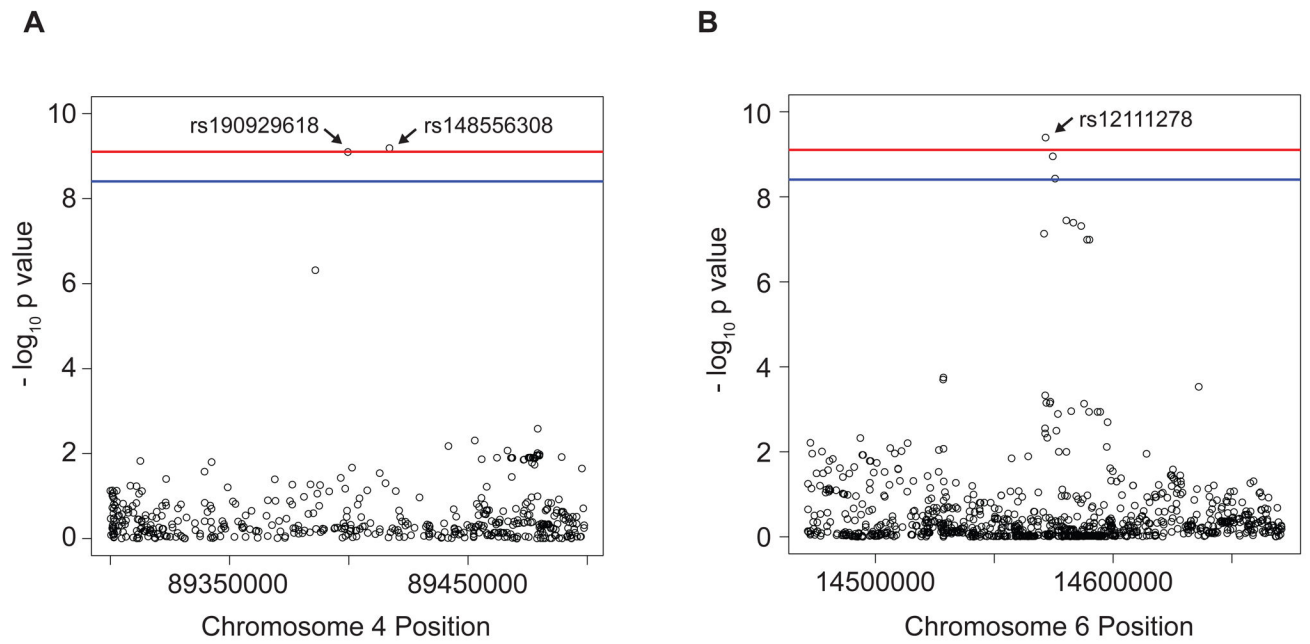 A
10
8
6
4
2
0
- log10 p value
rs190929618
rs148556308
89350000
89450000
Chromosome 4 Position
B
10
8
6
4
2
0
- log10 p value
rs12111278
14500000
14600000
Chromosome 6 Position